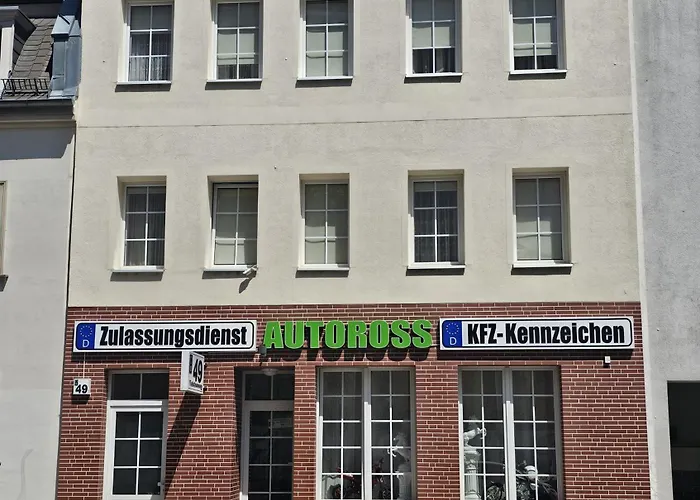 D Zulassungsdienst
AUTOROSS
D KFZ-Kennzeichen
49
49